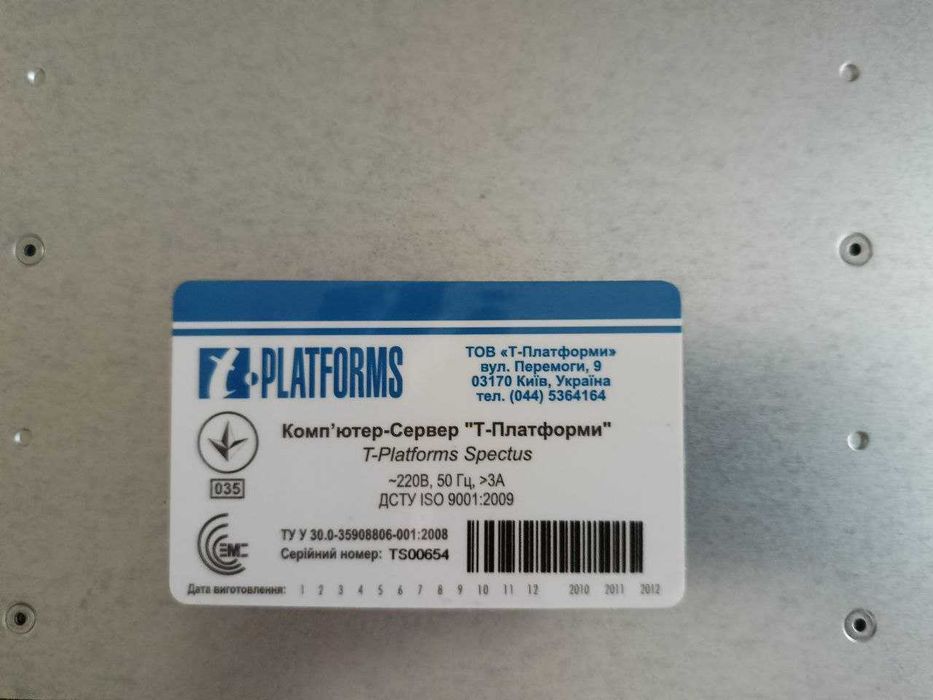 T-PLATFORMS
ТОВ «Т-Платформи»
вул. Перемоги, 9
03170 Київ, Україна
тел. (044) 5364164
Комп'ютер-Сервер "Т-Платформи"
T-Platforms Spectus
~220В, 50 Гц, >3А
ДСТУ ISO 9001:2009
035
EMC
ТУ У 30.0-35908806-001:2008
Серійний номер: TS00654
Дата виготовлення: 1 2 3 4 5 6 7 8 9 10 11 12 2010 2011 2012